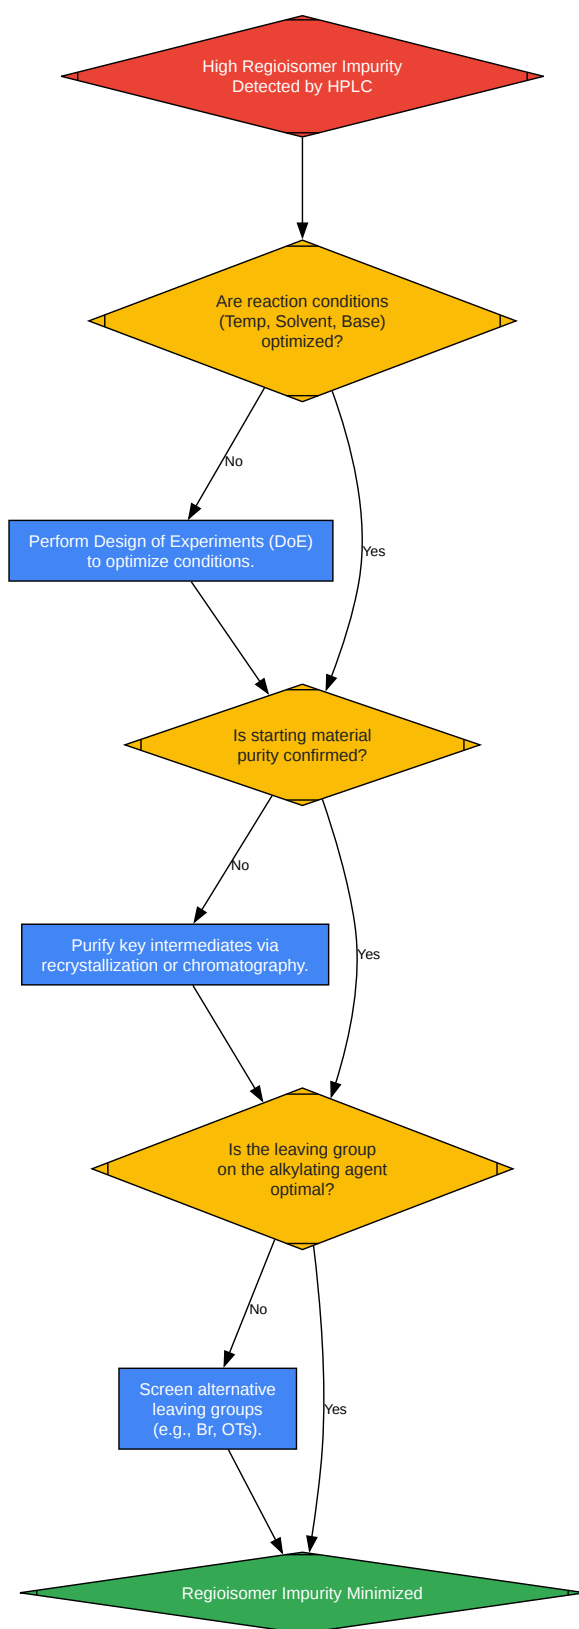 High Regioisomer Impurity
Detected by HPLC
Are reaction conditions
(Temp, Solvent, Base)
optimized?
No
Yes
Perform Design of Experiments (DoE)
to optimize conditions.
Is starting material
purity confirmed?
No
Yes
Purify key intermediates via
recrystallization or chromatography.
Is the leaving group
on the alkylating agent
optimal?
No
Yes
Screen alternative
leaving groups
(e.g., Br, OTs).
Regioisomer Impurity Minimized